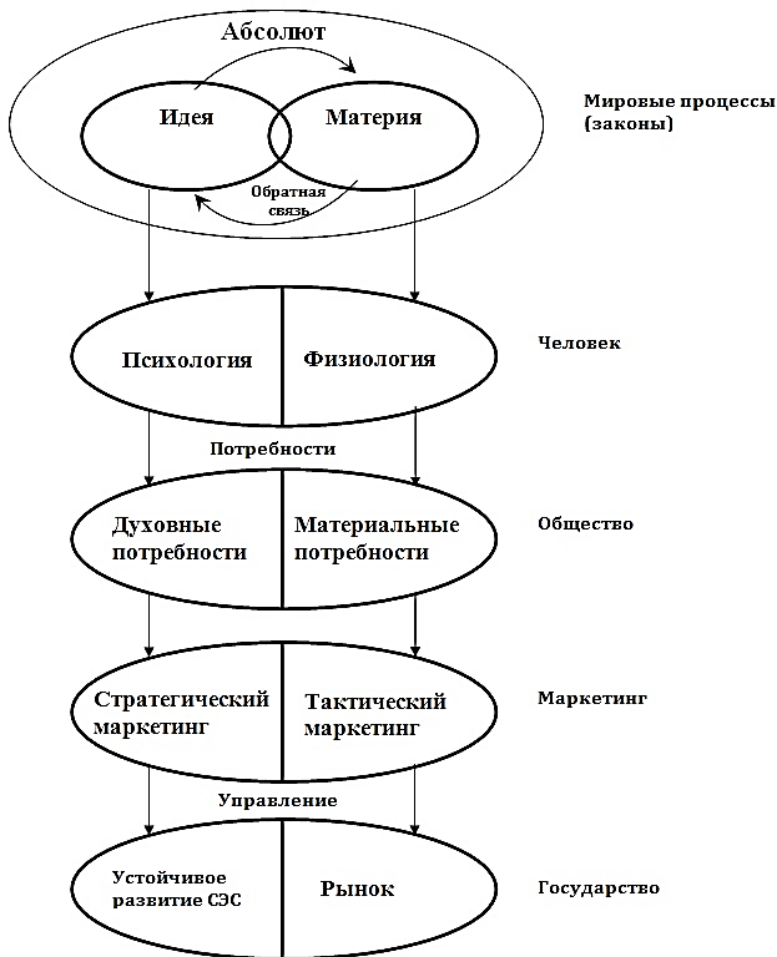 Абсолют
Идея
Материя
Мировые процессы
(законы)
Обратная
связь
Психология
Физиология
Человек
Потребности
Духовные
потребности
Материальные
потребности
Общество
Стратегический
маркетинг
Тактический
маркетинг
Маркетинг
Управление
Устойчивое
развитие СЭС
Рынок
Государство